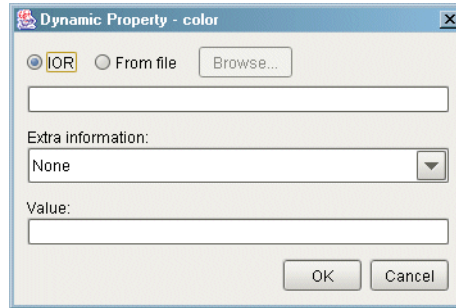 Dynamic Property - color
IOR From file Browse...
Extra information:
None
Value:
OK Cancel